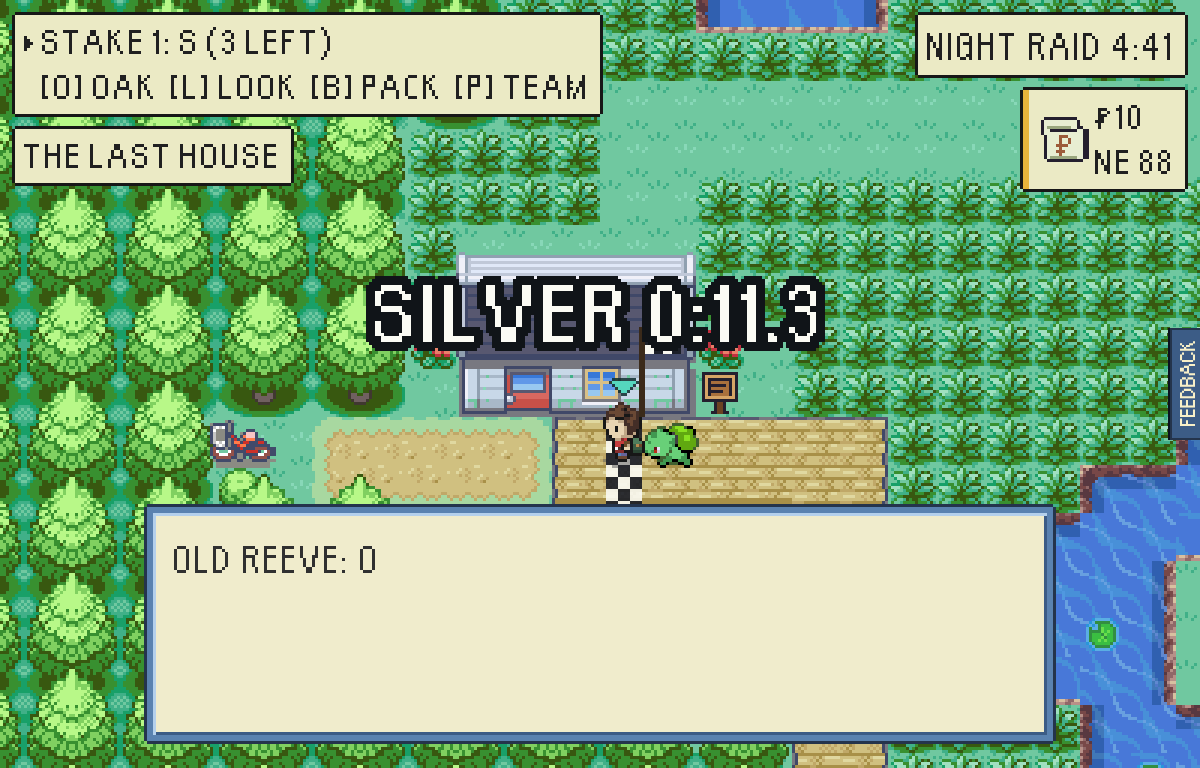 ▸STAKE 1: S (3 LEFT)
[O] OAK [L] LOOK [B] PACK [P] TEAM
NIGHT RAID 4:41
₽10
NE 88
THE LAST HOUSE
SILVER 0:11.3
FEEDBACK
OLD REEVE: O